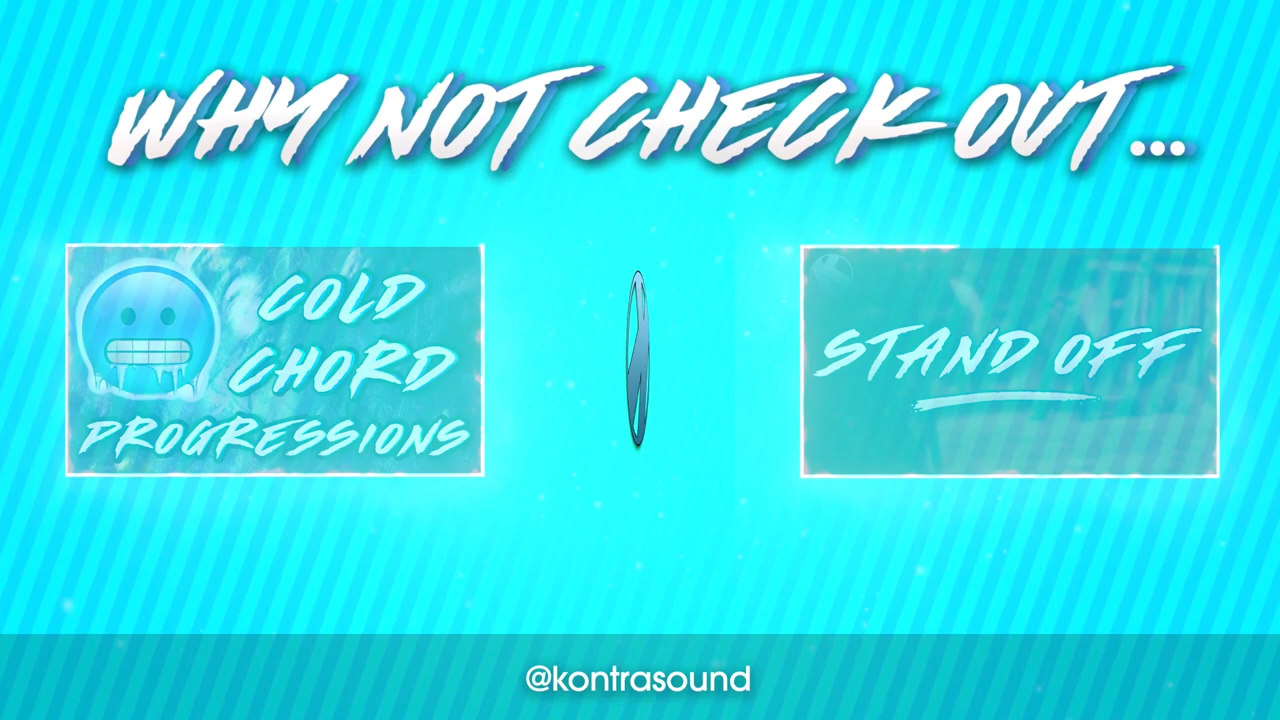 WHY NOT CHECK OUT...
COLD
CHORD
PROGRESSIONS
STAND OFF
@kontrasound